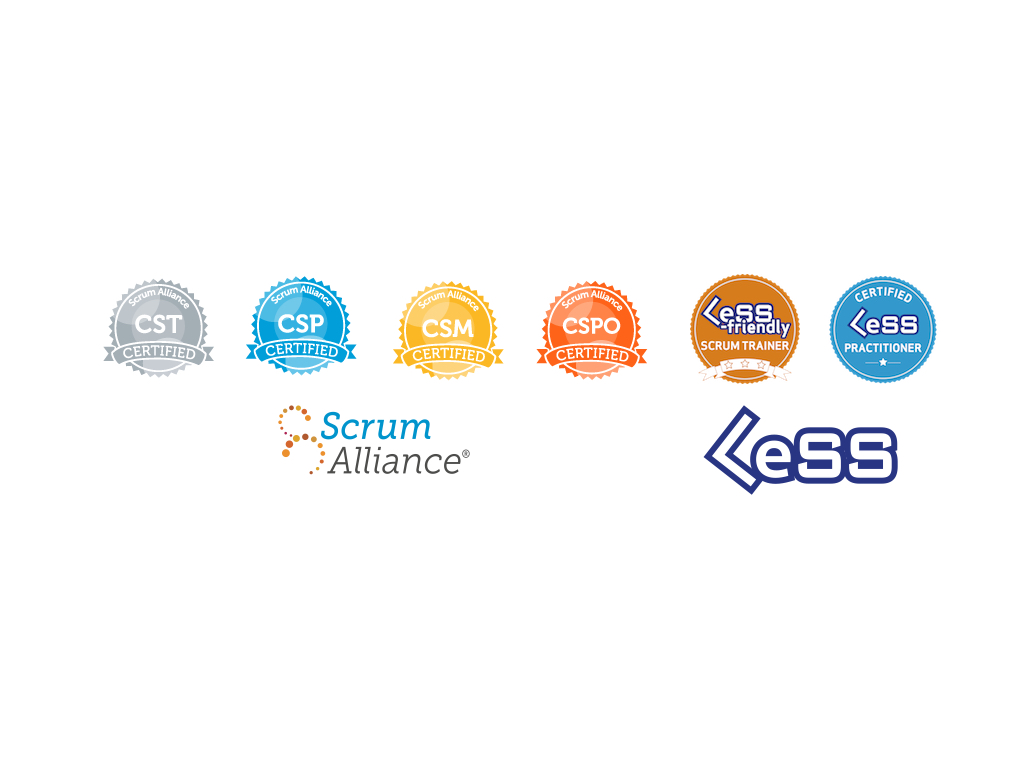 Scrum Alliance
CST
CERTIFIED
Scrum Alliance
CSP
CERTIFIED
Scrum Alliance
CSM
CERTIFIED
Scrum Alliance
CSPO
CERTIFIED
LeSS
-friendly
SCRUM TRAINER
CERTIFIED
LeSS
PRACTITIONER
Scrum
Alliance®
LeSS